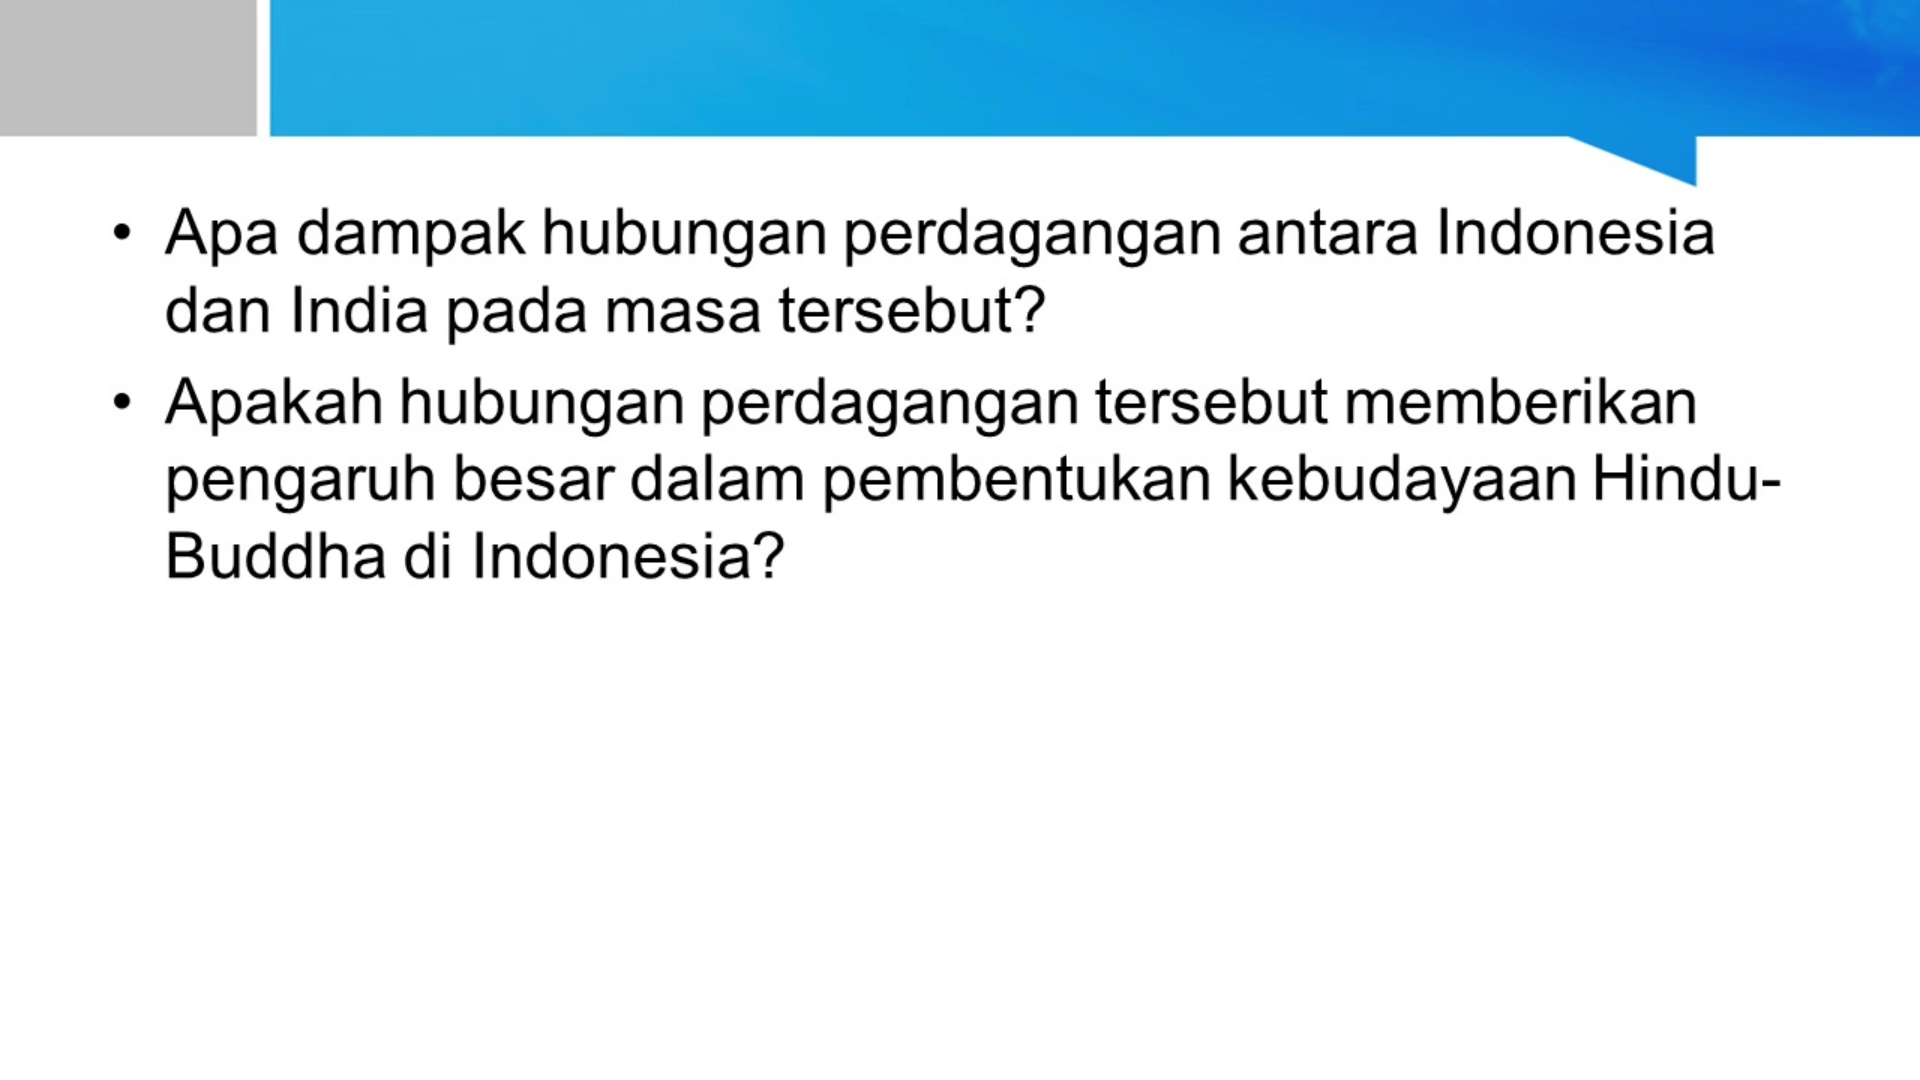 • Apa dampak hubungan perdagangan antara Indonesia
dan India pada masa tersebut?
• Apakah hubungan perdagangan tersebut memberikan
pengaruh besar dalam pembentukan kebudayaan Hindu-
Buddha di Indonesia?